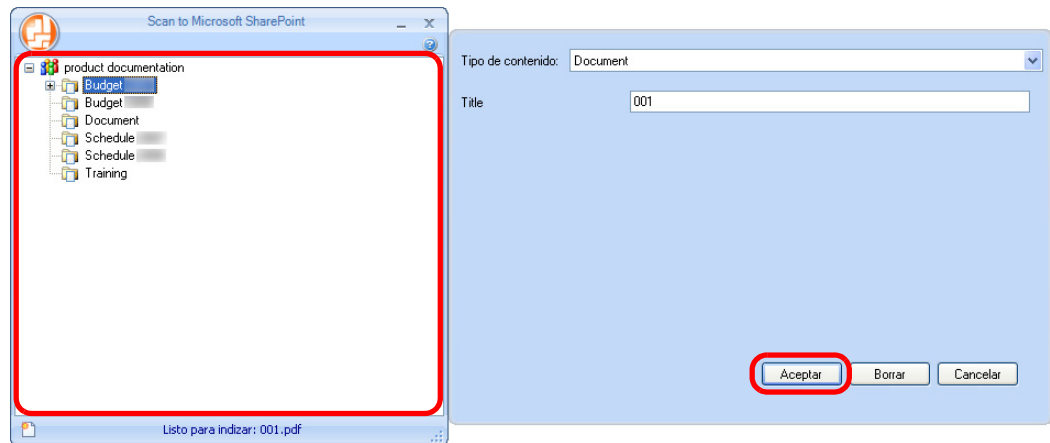 Scan to Microsoft SharePoint
product documentation
Budget
Budget
Document
Schedule
Schedule
Training
Listo para indizar: 001.pdf
Tipo de contenido: Document
Title 001
Aceptar Borrar Cancelar